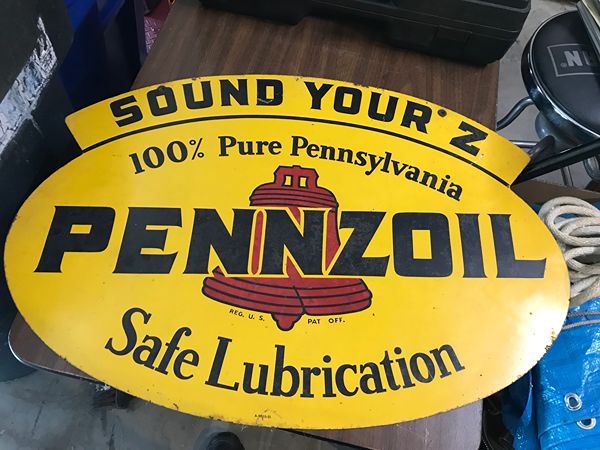 SOUND YOUR Z
100% Pure Pennsylvania
PENNZOIL
REG. U. S. PAT OFF.
Safe Lubrication